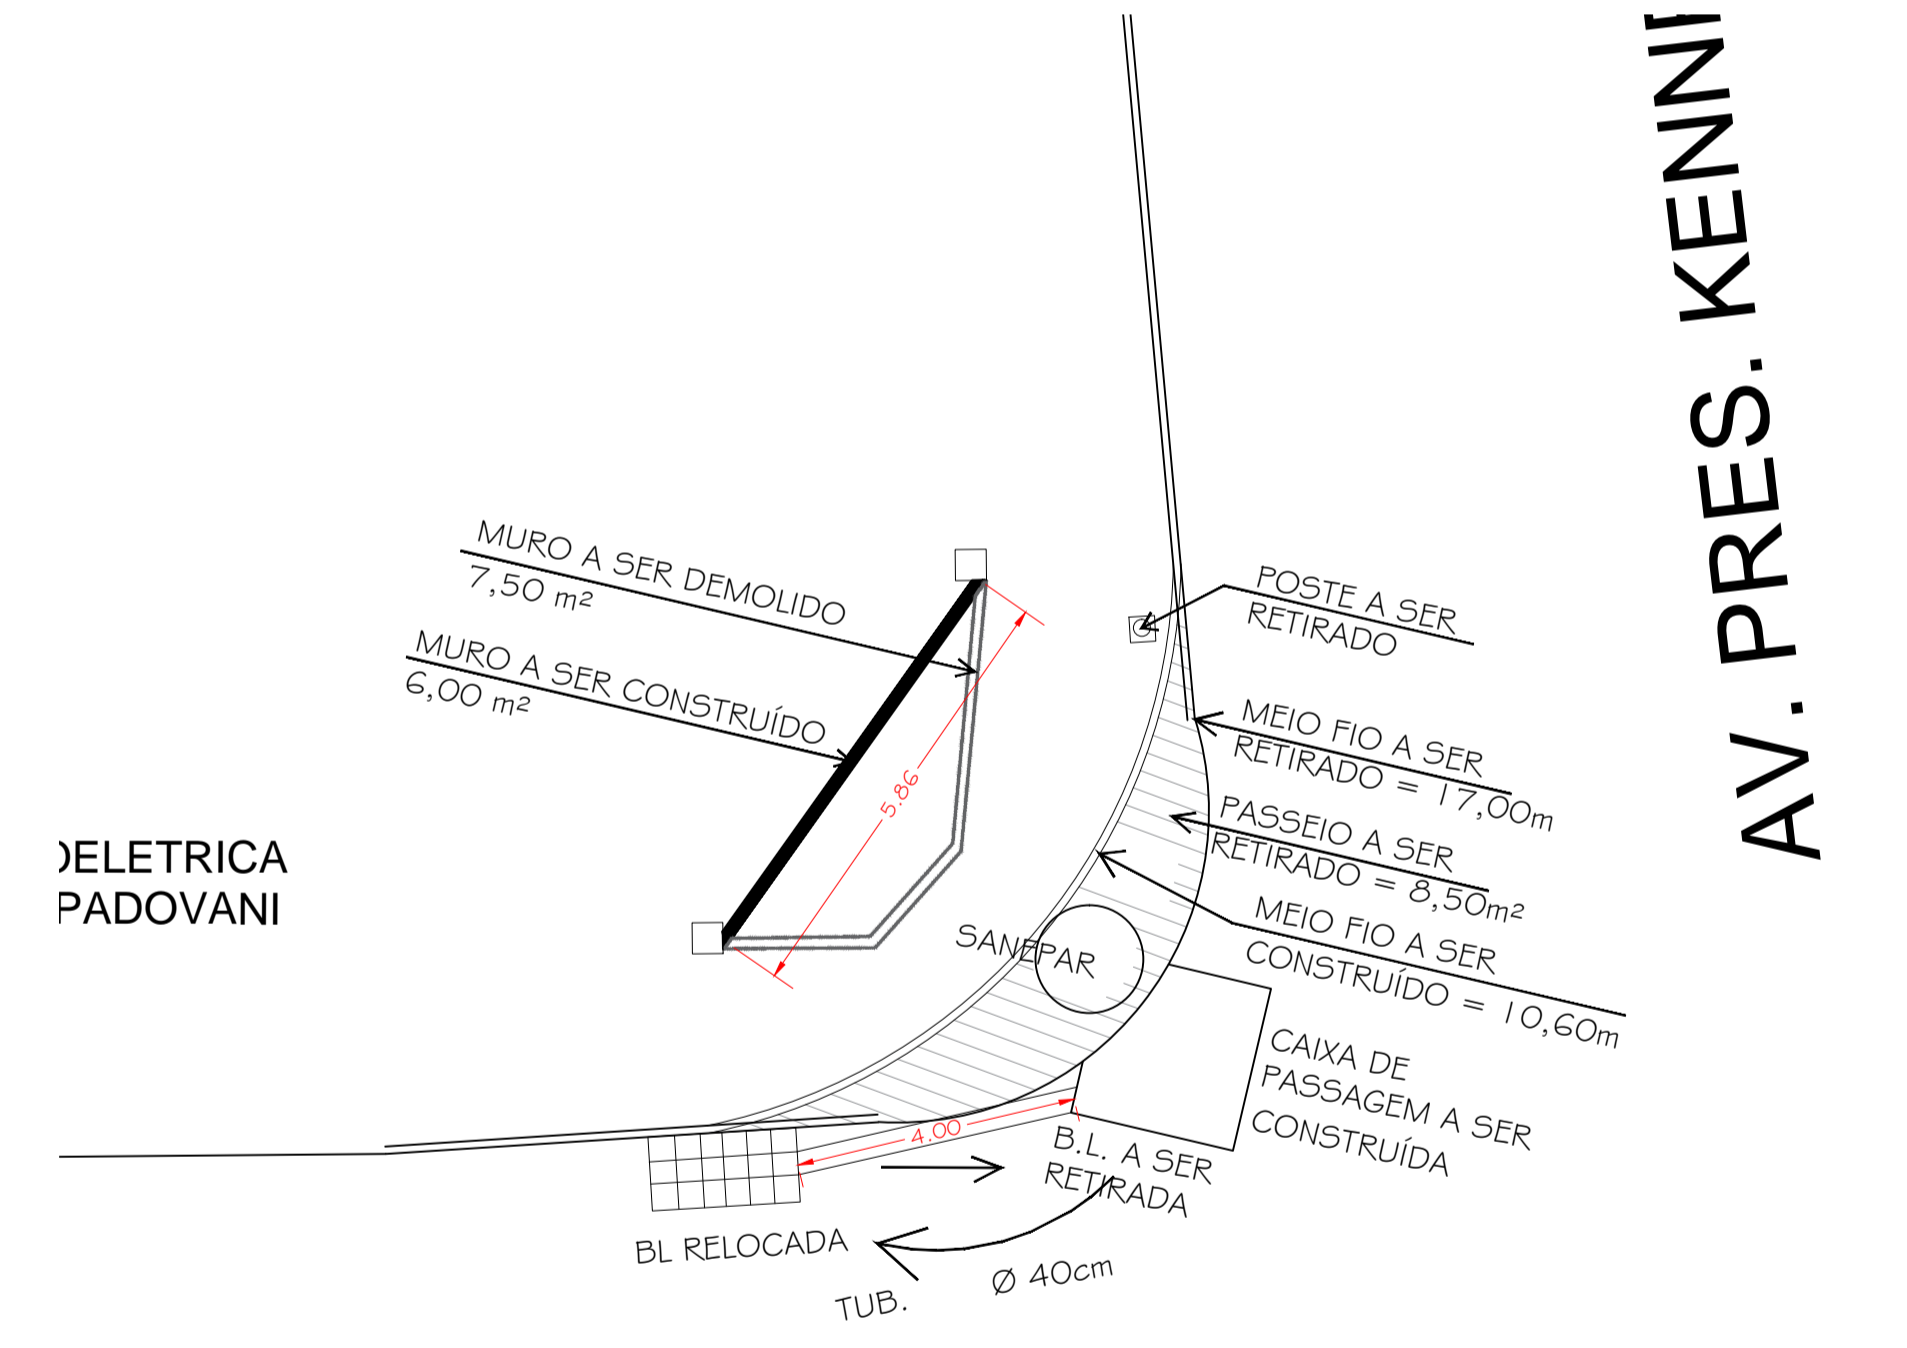 AV. PRES. KENN
MURO A SER DEMOLIDO
7,50 m²
MURO A SER CONSTRUÍDO
6,00 m²
POSTE A SER
RETIRADO
MEIO FIO A SER
RETIRADO = 17,00m
5.86
PASSEIO A SER
RETIRADO = 8,50m²
DELETRICA
PADOVANI
MEIO FIO A SER
CONSTRUÍDO = 10,60m
SANEPAR
CAIXA DE
PASSAGEM A SER
CONSTRUÍDA
4.00
B.L. A SER
RETIRADA
BL RELOCADA
TUB.
Ø 40cm